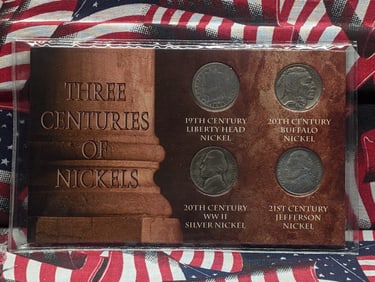 THREE
CENTURIES
OF
NICKELS
19TH CENTURY
LIBERTY HEAD
NICKEL
20TH CENTURY
BUFFALO
NICKEL
20TH CENTURY
WW II
SILVER NICKEL
21ST CENTURY
JEFFERSON
NICKEL